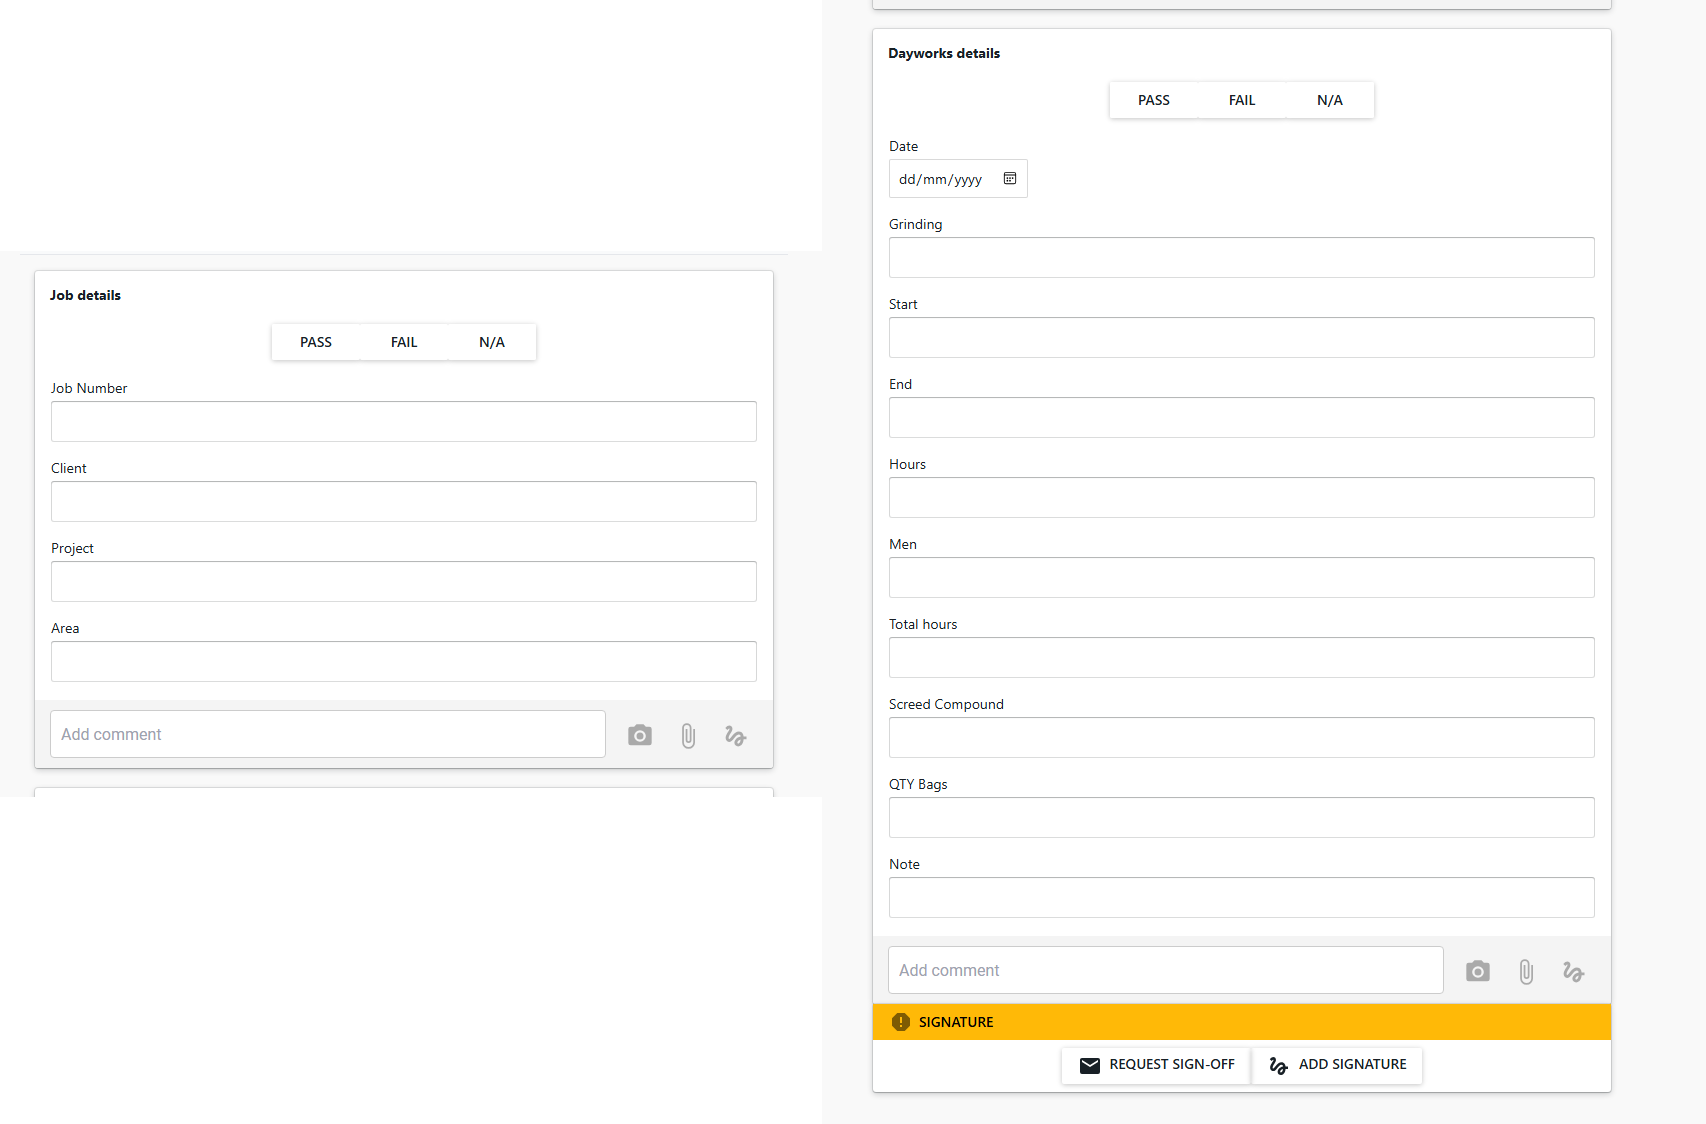 Job details
PASS FAIL N/A
Job Number
Client
Project
Area
Add comment
Dayworks details
PASS FAIL N/A
Date
dd/mm/yyyy
Grinding
Start
End
Hours
Men
Total hours
Screed Compound
QTY Bags
Note
Add comment
SIGNATURE
REQUEST SIGN-OFF ADD SIGNATURE